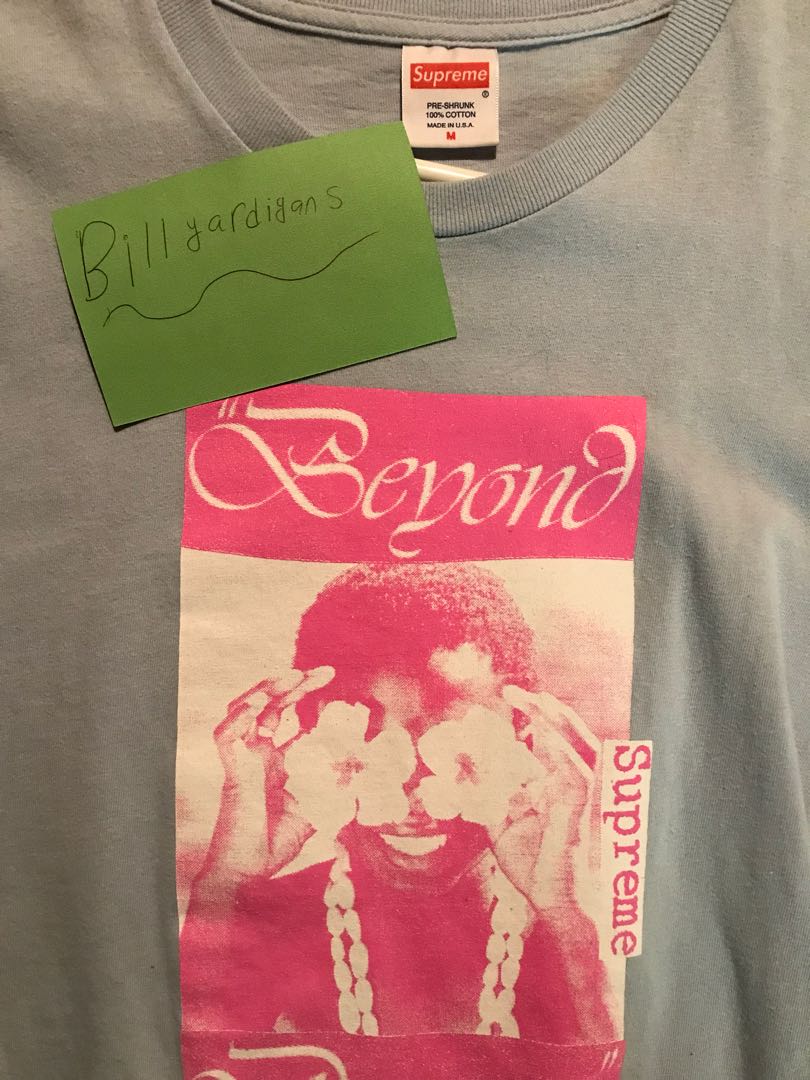 Supreme
®
PRE-SHRUNK
100% COTTON
MADE IN U.S.A.
M
Billyardigans
"Beyond
Supreme